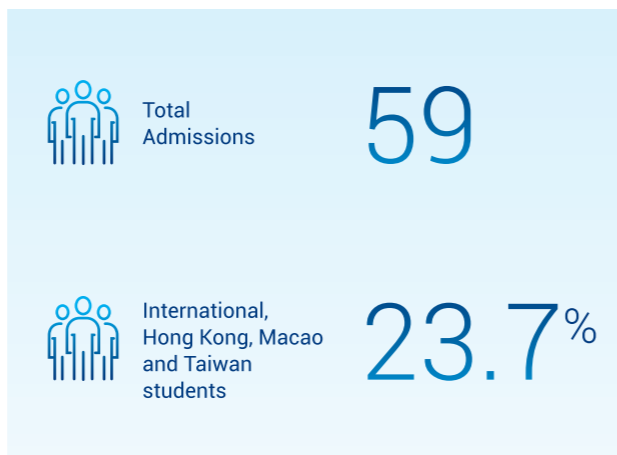 Total
Admissions
59
International,
Hong Kong, Macao
and Taiwan
students
23.7%